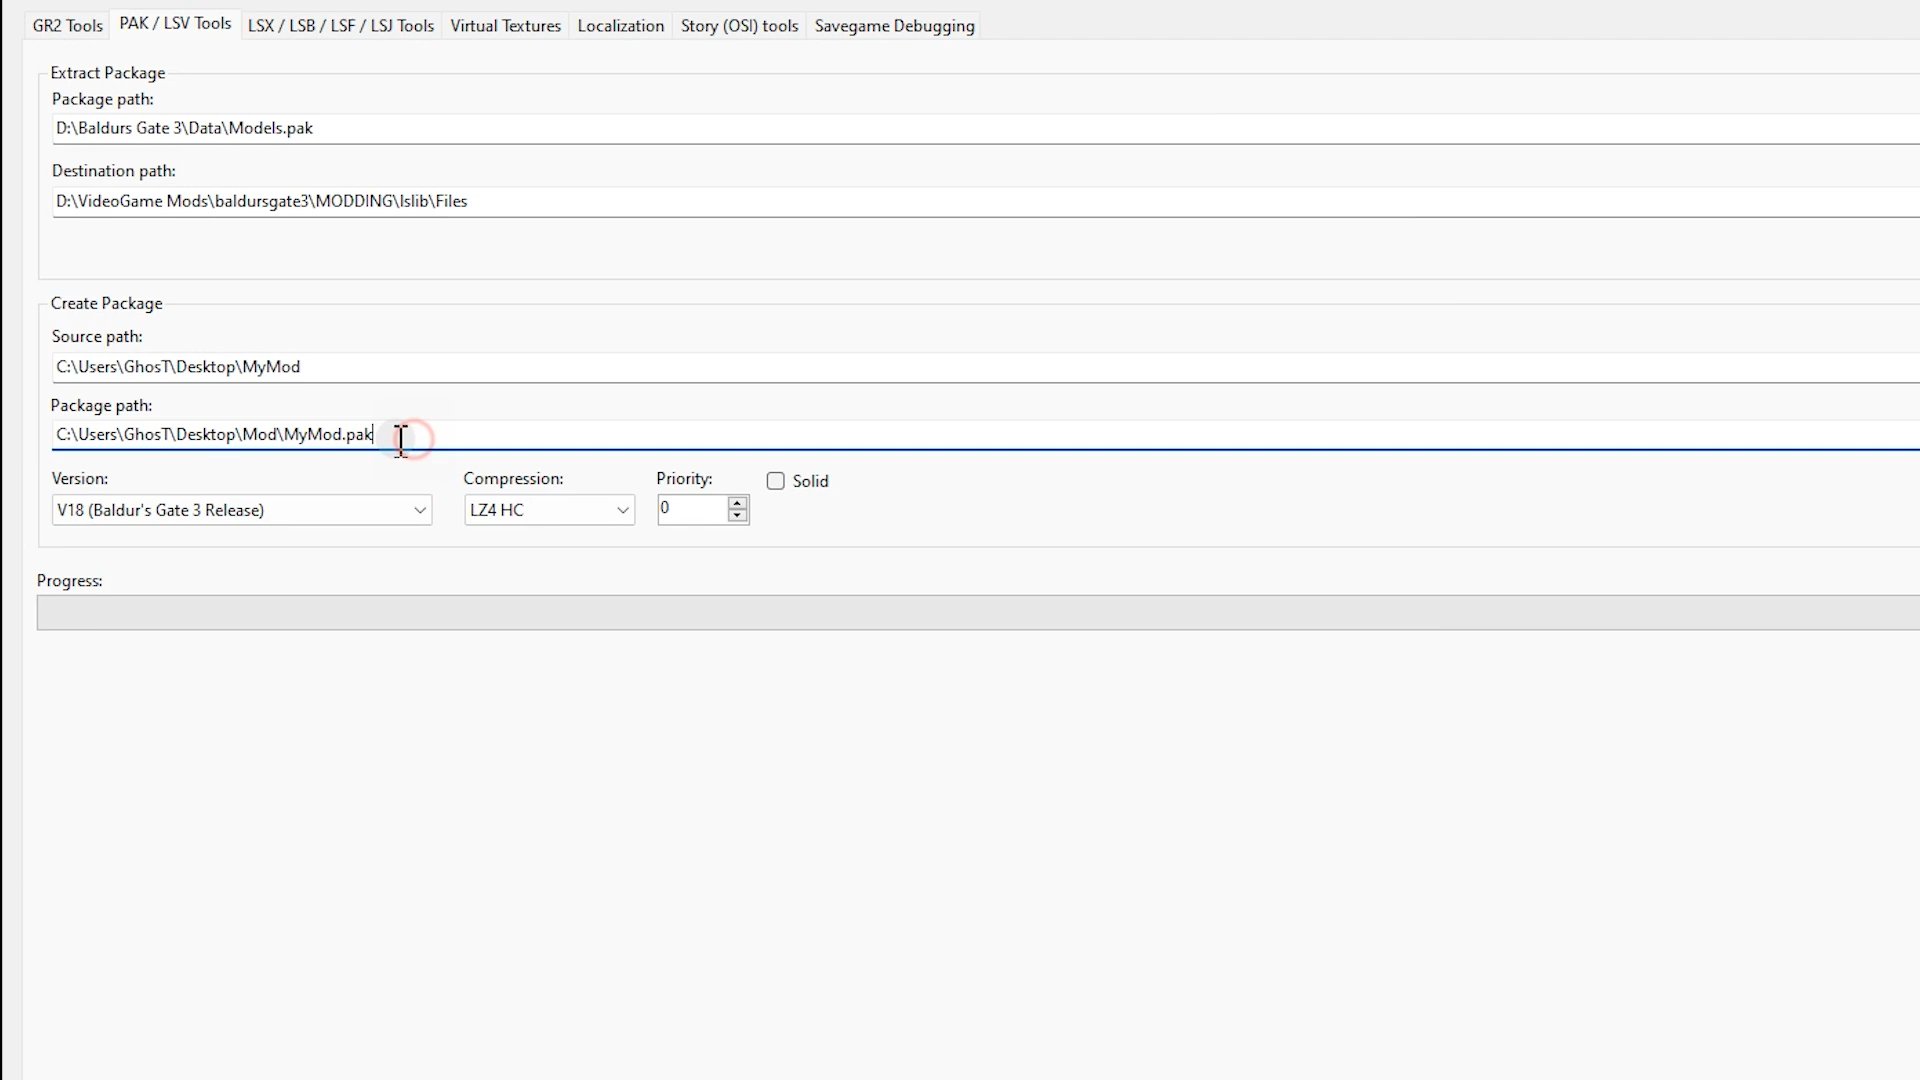 GR2 Tools PAK / LSV Tools LSX / LSB / LSF / LSJ Tools Virtual Textures Localization Story (OSI) tools Savegame Debugging
Extract Package
Package path:
D:\Baldurs Gate 3\Data\Models.pak
Destination path:
D:\VideoGame Mods\baldursgate3\MODDING\lslib\Files
Create Package
Source path:
C:\Users\GhosT\Desktop\MyMod
Package path:
C:\Users\GhosT\Desktop\Mod\MyMod.pak
Version: Compression: Priority: Solid
V18 (Baldur's Gate 3 Release) LZ4 HC 0
Progress: